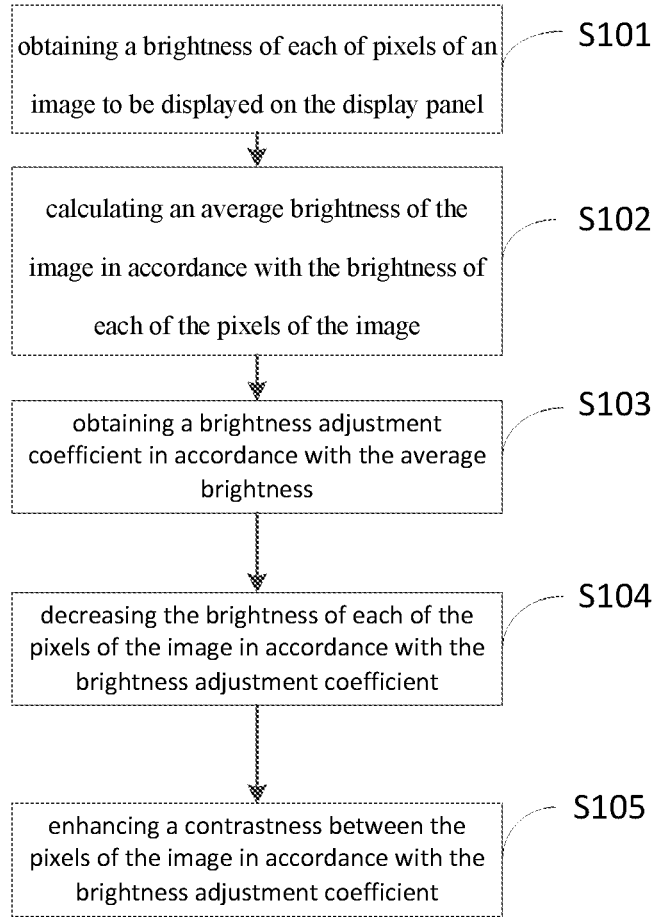 obtaining a brightness of each of pixels of an
image to be displayed on the display panel
S101
calculating an average brightness of the
image in accordance with the brightness of
each of the pixels of the image
S102
obtaining a brightness adjustment
coefficient in accordance with the average
brightness
S103
decreasing the brightness of each of the
pixels of the image in accordance with the
brightness adjustment coefficient
S104
enhancing a contrastness between the
pixels of the image in accordance with the
brightness adjustment coefficient
S105